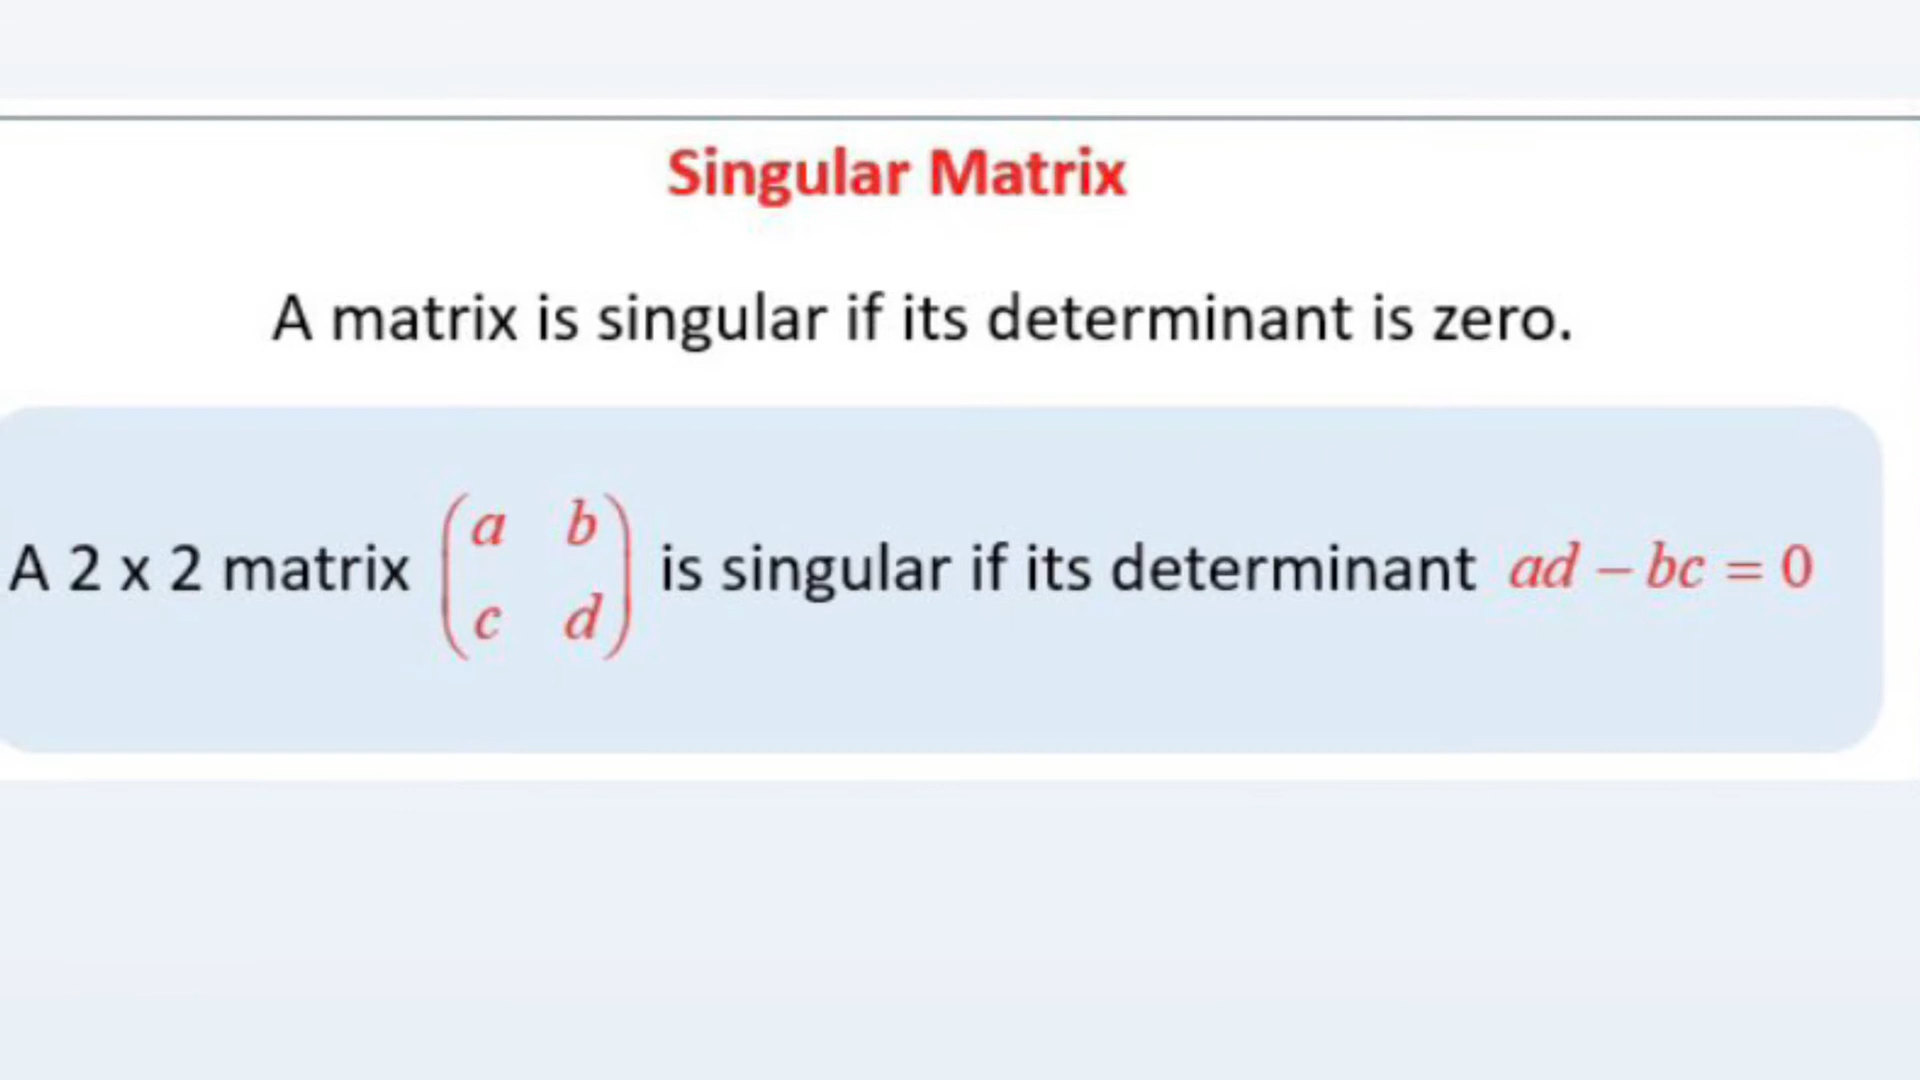 Singular Matrix
A matrix is singular if its determinant is zero.
A 2 x 2 matrix (a b
c d) is singular if its determinant ad – bc = 0